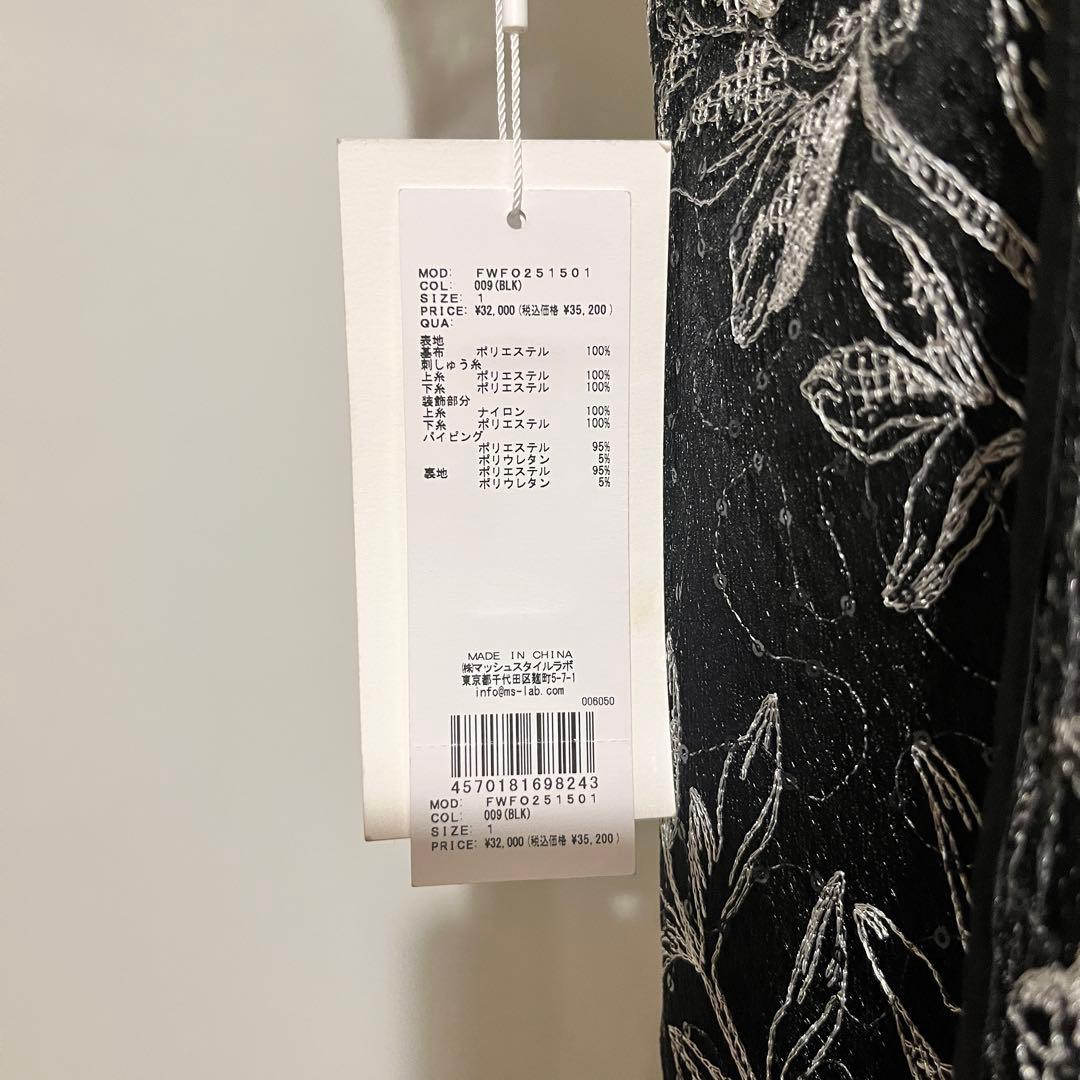 MOD: FWFO251501
COL: 009(BLK)
SIZE: 1
PRICE: ¥32,000(税込価格 ¥35,200)
QUA:
表地
基布 ポリエステル 100%
刺しゅう糸
上糸 ポリエステル 100%
下糸 ポリエステル 100%
装飾部分
上糸 ナイロン 100%
下糸 ポリエステル 100%
パイピング
ポリエステル 95%
ポリウレタン 5%
裏地 ポリエステル 95%
ポリウレタン 5%
MADE IN CHINA
㈱マッシュスタイルラボ
東京都千代田区麹町5-7-1
info@ms-lab.com
006050
4570181698243
MOD: FWFO251501
COL: 009(BLK)
SIZE: 1
PRICE: ¥32,000(税込価格 ¥35,200)